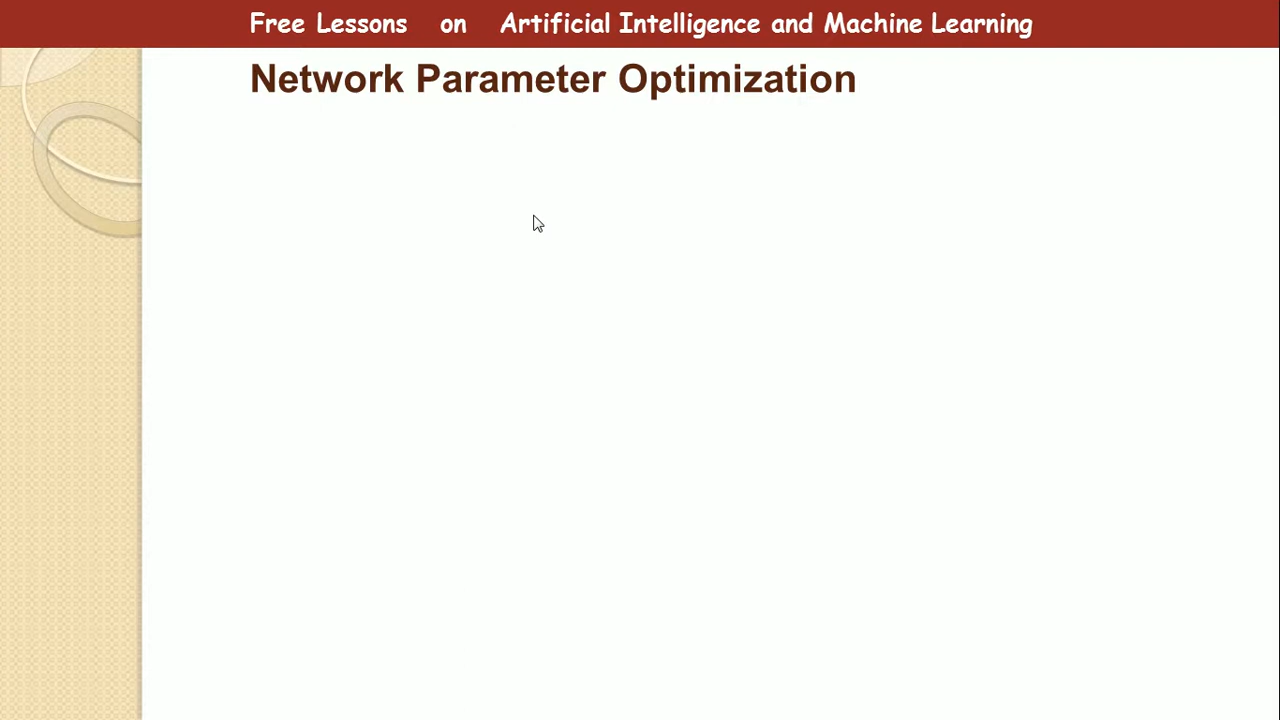 Free Lessons on Artificial Intelligence and Machine Learning
Network Parameter Optimization